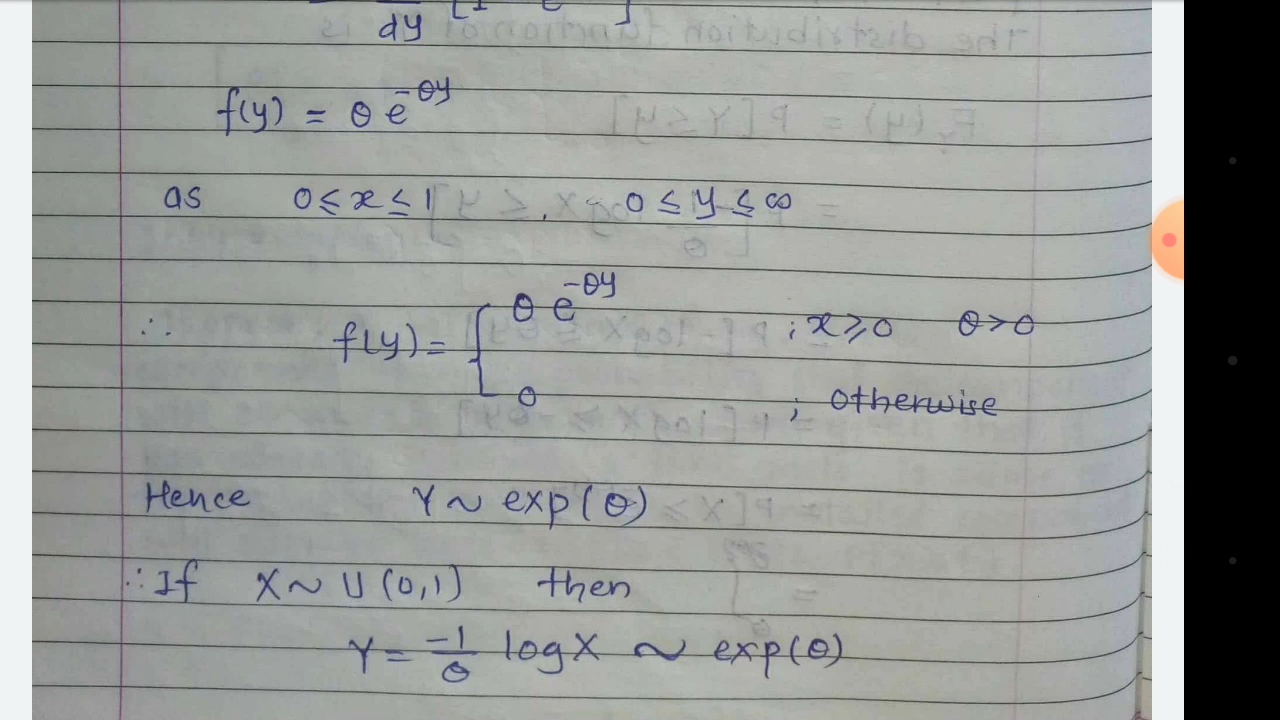 dy
f(y) = θ e^{-θy}
as 0 ≤ x ≤ 1, 0 ≤ y ≤ ∞
∴ f(y) = { θ e^{-θy} ; x ≥ 0 θ > 0
0 ; otherwise
Hence Y ~ exp(θ)
∴ If X ~ U(0,1) then
Y = -1/θ log X ~ exp(θ)